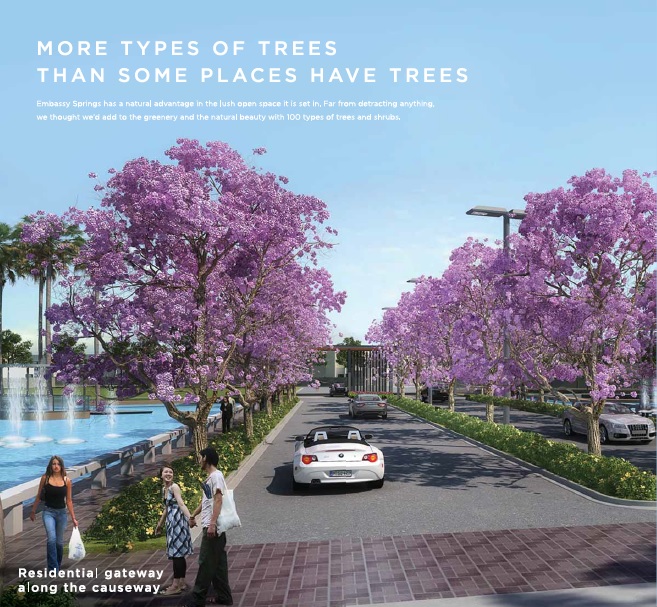 MORE TYPES OF TREES
THAN SOME PLACES HAVE TREES
Embassy Springs has a natural advantage in the lush open space it is set in. Far from detracting anything,
we thought we'd add to the greenery and the natural beauty with 100 types of trees and shrubs.
Residential gateway
along the causeway